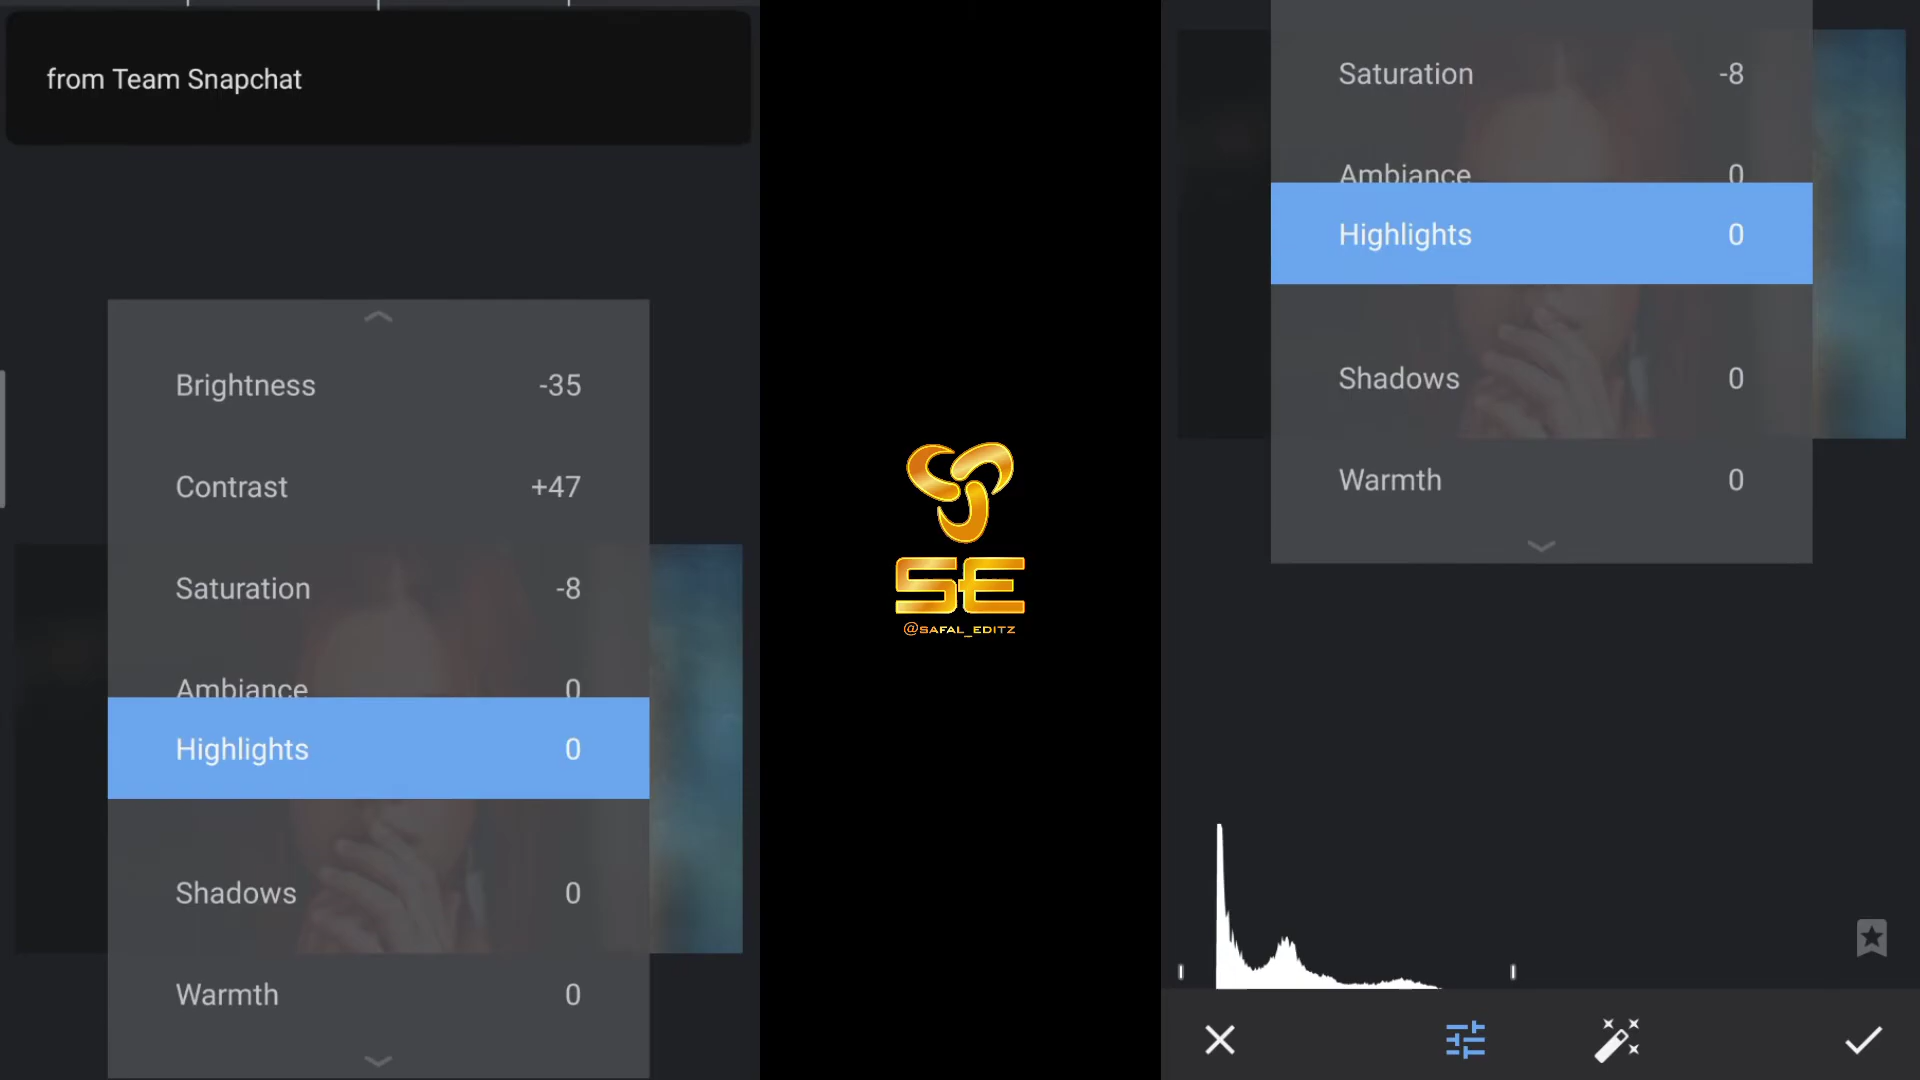 from Team Snapchat
Brightness -35
Contrast +47
Saturation -8
Ambiance 0
Highlights 0
Shadows 0
Warmth 0
SE
@SAFAL_EDITZ
Saturation -8
Ambiance 0
Highlights 0
Shadows 0
Warmth 0